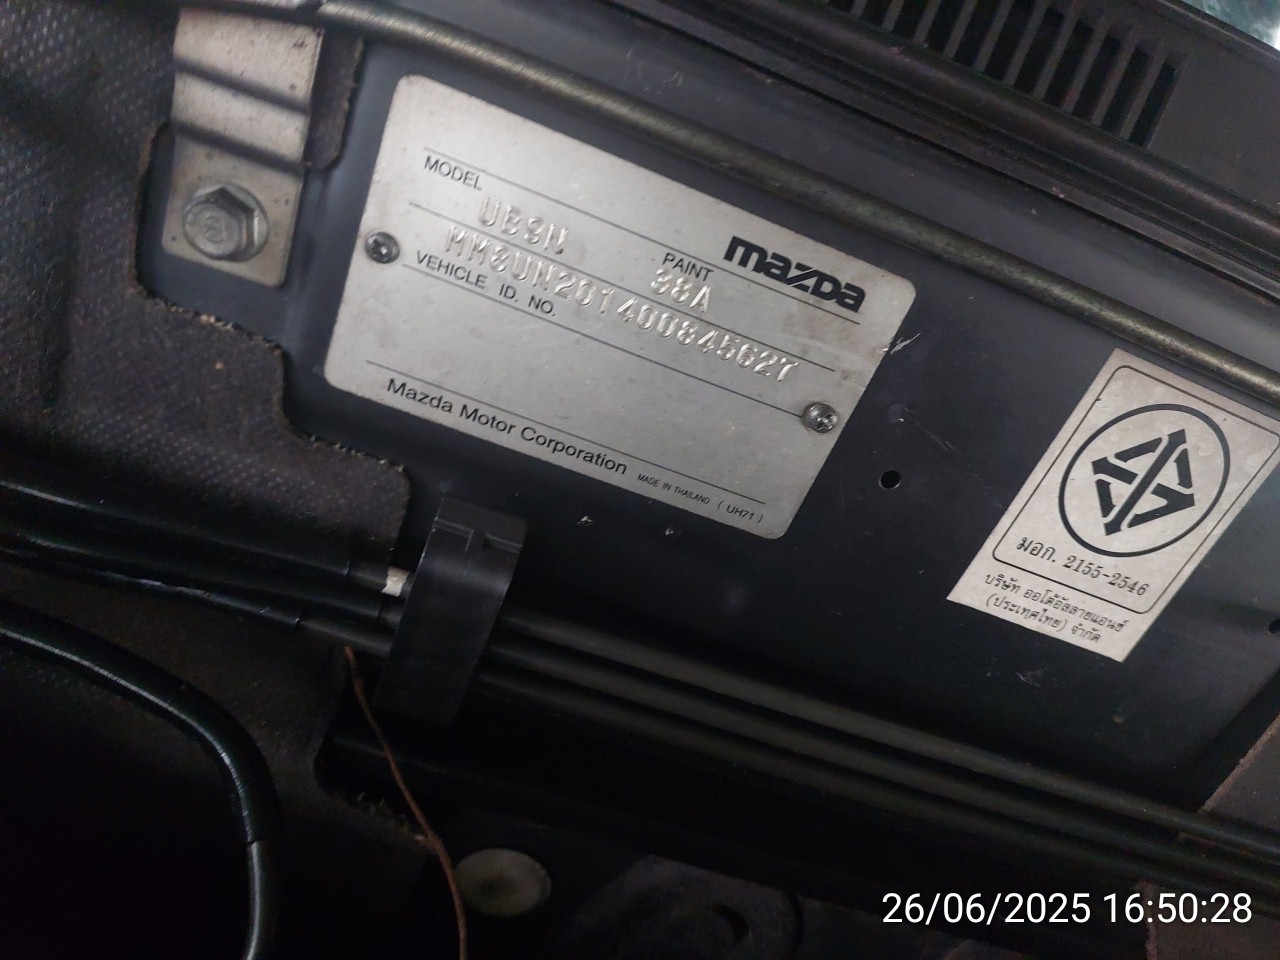 mazda
MODEL
UB9N
PAINT
38A
MM8UN20140084562
VEHICLE ID. NO.
Mazda Motor Corporation
MADE IN THAILAND
( UH71 )
มอก. 2155-2546
บริษัท ออโต้อัลลายแอนซ์
(ประเทศไทย) จำกัด
26/06/2025 16:50:28